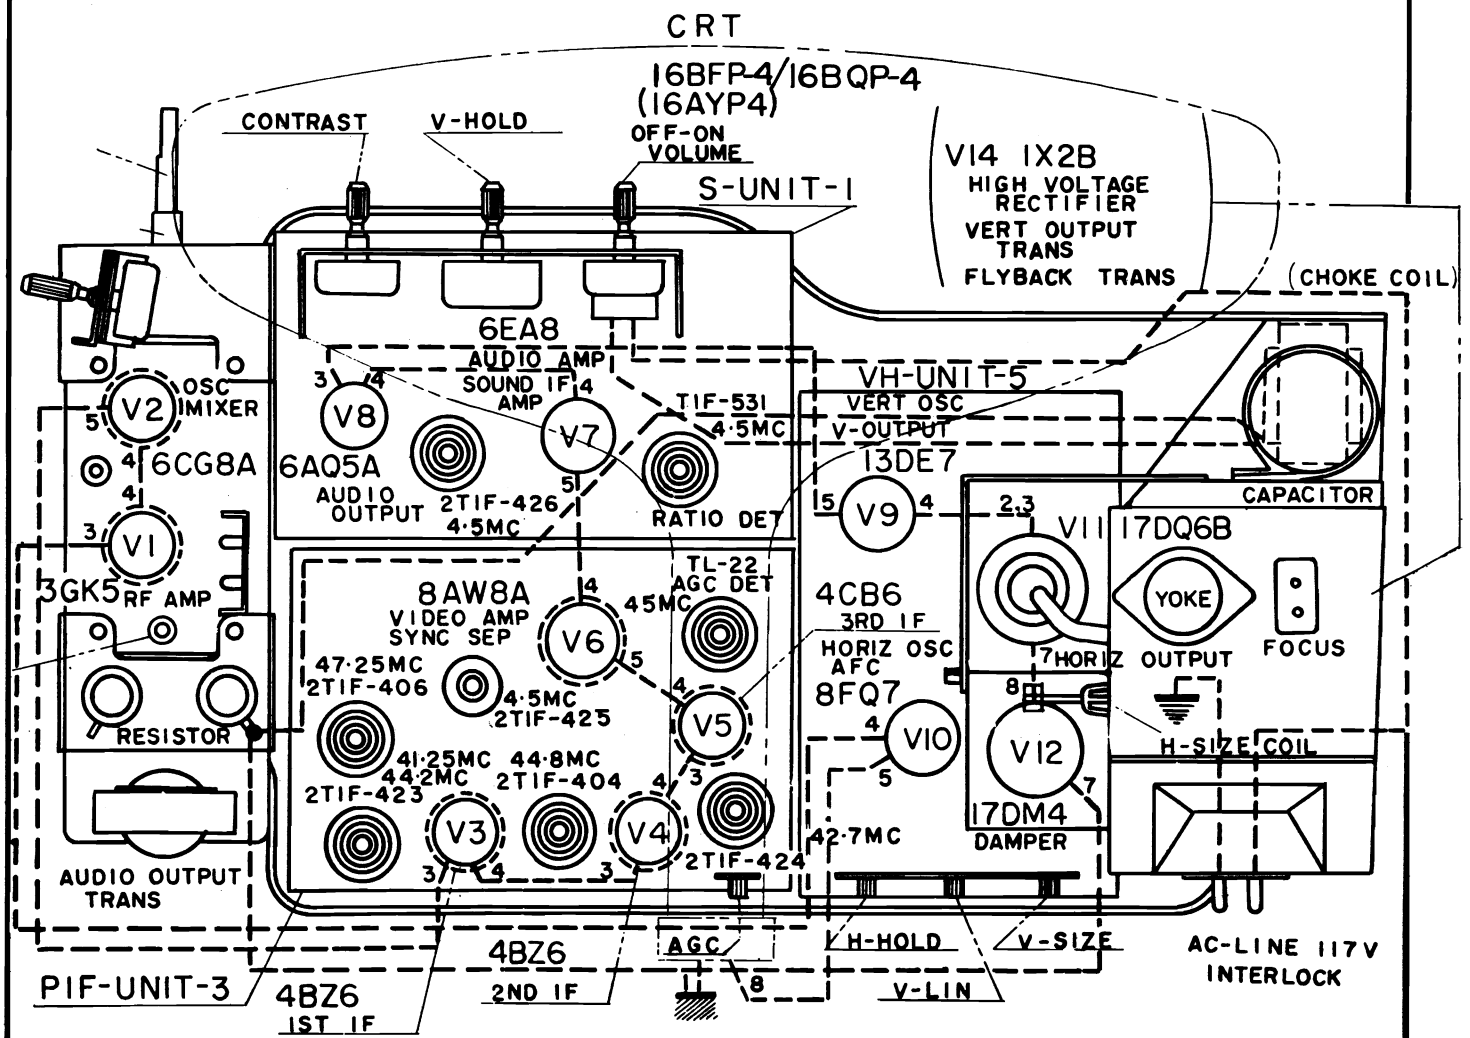 CRT
16BFP-4/16BQP-4
(16AYP4)
CONTRAST
V-HOLD
OFF-ON
VOLUME
S-UNIT-1
V14 1X2B
HIGH VOLTAGE
RECTIFIER
VERT OUTPUT
TRANS
FLYBACK TRANS
(CHOKE COIL)
6EA8
AUDIO AMP
SOUND IF
AMP
3
4
4
V8
V7
5
TIF-531
4.5MC
VH-UNIT-5
VERT OSC
V-OUTPUT
13DE7
V2
OSC
MIXER
5
4
6CG8A
6AQ5A
AUDIO
OUTPUT
2TIF-426
4.5MC
RATIO DET
5
V9
4
2,3
CAPACITOR
V11 17DQ6B
4
3
V1
3GK5
RF AMP
8AW8A
VIDEO AMP
SYNC SEP
4
45MC
V6
5
TL-22
AGC DET
4CB6
3RD IF
HORIZ OSC
AFC
8FQ7
YOKE
FOCUS
7
HORIZ OUTPUT
8
47.25MC
2TIF-406
4.5MC
2TIF-425
4
V5
3
4
V10
5
V12
7
H-SIZE COIL
RESISTOR
41.25MC
44.2MC
2TIF-423
44.8MC
2TIF-404
4
V3
3
4
V4
3
2TIF-424
42.7MC
17DM4
DAMPER
AUDIO OUTPUT
TRANS
AGC
8
H-HOLD
V-SIZE
V-LIN
AC-LINE 117V
INTERLOCK
PIF-UNIT-3
4BZ6
2ND IF
4BZ6
1ST IF